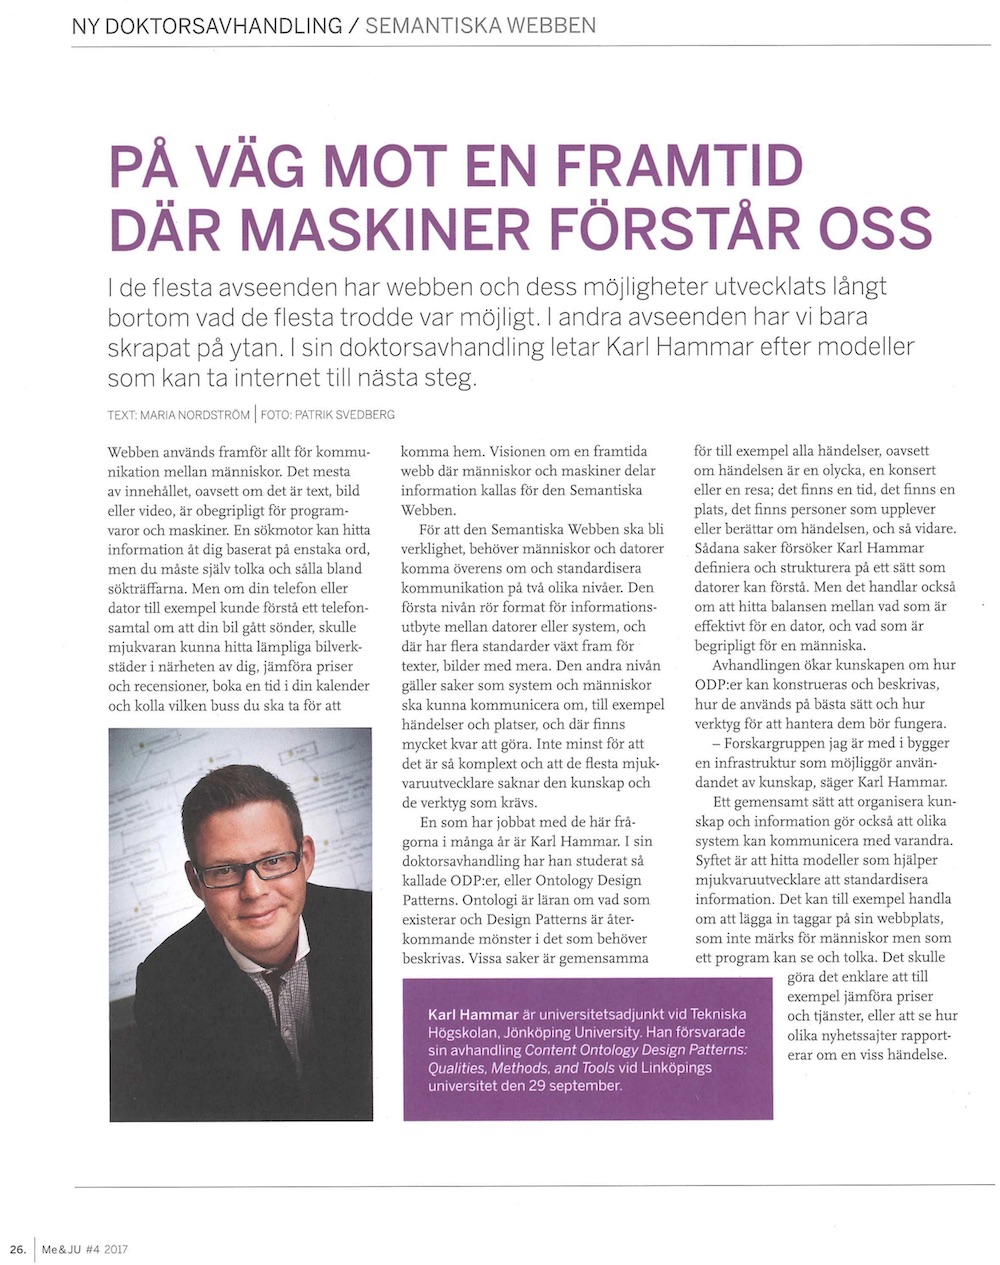 NY DOKTORSAVHANDLING / SEMANTISKA WEBBEN
PÅ VÄG MOT EN FRAMTID
DÄR MASKINER FÖRSTÅR OSS
I de flesta avseenden har webben och dess möjligheter utvecklats långt
bortom vad de flesta trodde var möjligt. I andra avseenden har vi bara
skrapat på ytan. I sin doktorsavhandling letar Karl Hammar efter modeller
som kan ta internet till nästa steg.
TEXT: MARIA NORDSTRÖM | FOTO: PATRIK SVEDBERG
Webben används framför allt för kommu-
nikation mellan människor. Det mesta
av innehållet, oavsett om det är text, bild
eller video, är obegripligt för program-
varor och maskiner. En sökmotor kan hitta
information åt dig baserat på enstaka ord,
men du måste själv tolka och sålla bland
sökträffarna. Men om din telefon eller
dator till exempel kunde förstå ett telefon-
samtal om att din bil gått sönder, skulle
mjukvaran kunna hitta lämpliga bilverk-
städer i närheten av dig, jämföra priser
och recensioner, boka en tid i din kalender
och kolla vilken buss du ska ta för att
komma hem. Visionen om en framtida
webb där människor och maskiner delar
information kallas för den Semantiska
Webben.
För att den Semantiska Webben ska bli
verklighet, behöver människor och datorer
komma överens om och standardisera
kommunikation på två olika nivåer. Den
första nivån rör format för informations-
utbyte mellan datorer eller system, och
där har flera standarder växt fram för
texter, bilder med mera. Den andra nivån
gäller saker som system och människor
ska kunna kommunicera om, till exempel
händelser och platser, och där finns
mycket kvar att göra. Inte minst för att
det är så komplext och att de flesta mjuk-
varuutvecklare saknar den kunskap och
de verktyg som krävs.
En som har jobbat med de här frå-
gorna i många år är Karl Hammar. I sin
doktorsavhandling har han studerat så
kallade ODP:er, eller Ontology Design
Patterns. Ontologi är läran om vad som
existerar och Design Patterns är åter-
kommande mönster i det som behöver
beskrivas. Vissa saker är gemensamma
för till exempel alla händelser, oavsett
om händelsen är en olycka, en konsert
eller en resa; det finns en tid, det finns en
plats, det finns personer som upplever
eller berättar om händelsen, och så vidare.
Sådana saker försöker Karl Hammar
definiera och strukturera på ett sätt som
datorer kan förstå. Men det handlar också
om att hitta balansen mellan vad som är
effektivt för en dator, och vad som är
begripligt för en människa.
Avhandlingen ökar kunskapen om hur
ODP:er kan konstrueras och beskrivas,
hur de används på bästa sätt och hur
verktyg för att hantera dem bör fungera.
– Forskargruppen jag är med i bygger
en infrastruktur som möjliggör använ-
dandet av kunskap, säger Karl Hammar.
Ett gemensamt sätt att organisera kun-
skap och information gör också att olika
system kan kommunicera med varandra.
Syftet är att hitta modeller som hjälper
mjukvaruutvecklare att standardisera
information. Det kan till exempel handla
om att lägga in taggar på sin webbplats,
som inte märks för människor men som
ett program kan se och tolka. Det skulle
göra det enklare att till
exempel jämföra priser
och tjänster, eller att se hur
olika nyhetssajter rapport-
erar om en viss händelse.
Karl Hammar är universitetsadjunkt vid Tekniska
Högskolan, Jönköping University. Han försvarade
sin avhandling Content Ontology Design Patterns:
Qualities, Methods, and Tools vid Linköpings
universitet den 29 september.
26. | Me&JU #4 2017